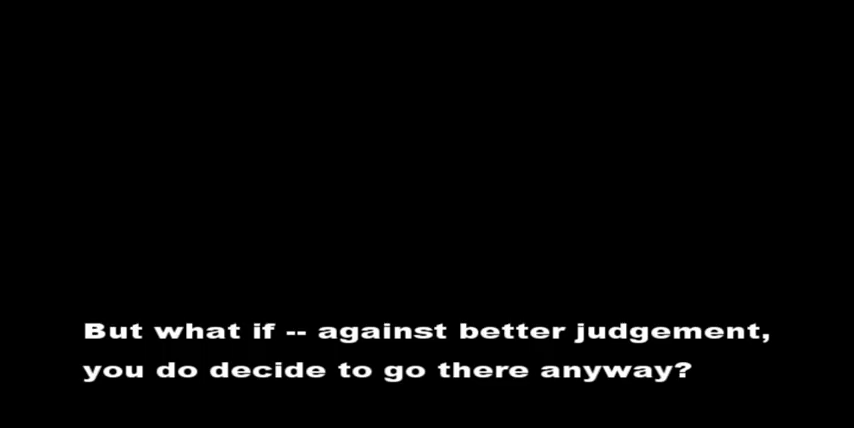 But what if -- against better judgement,
you do decide to go there anyway?